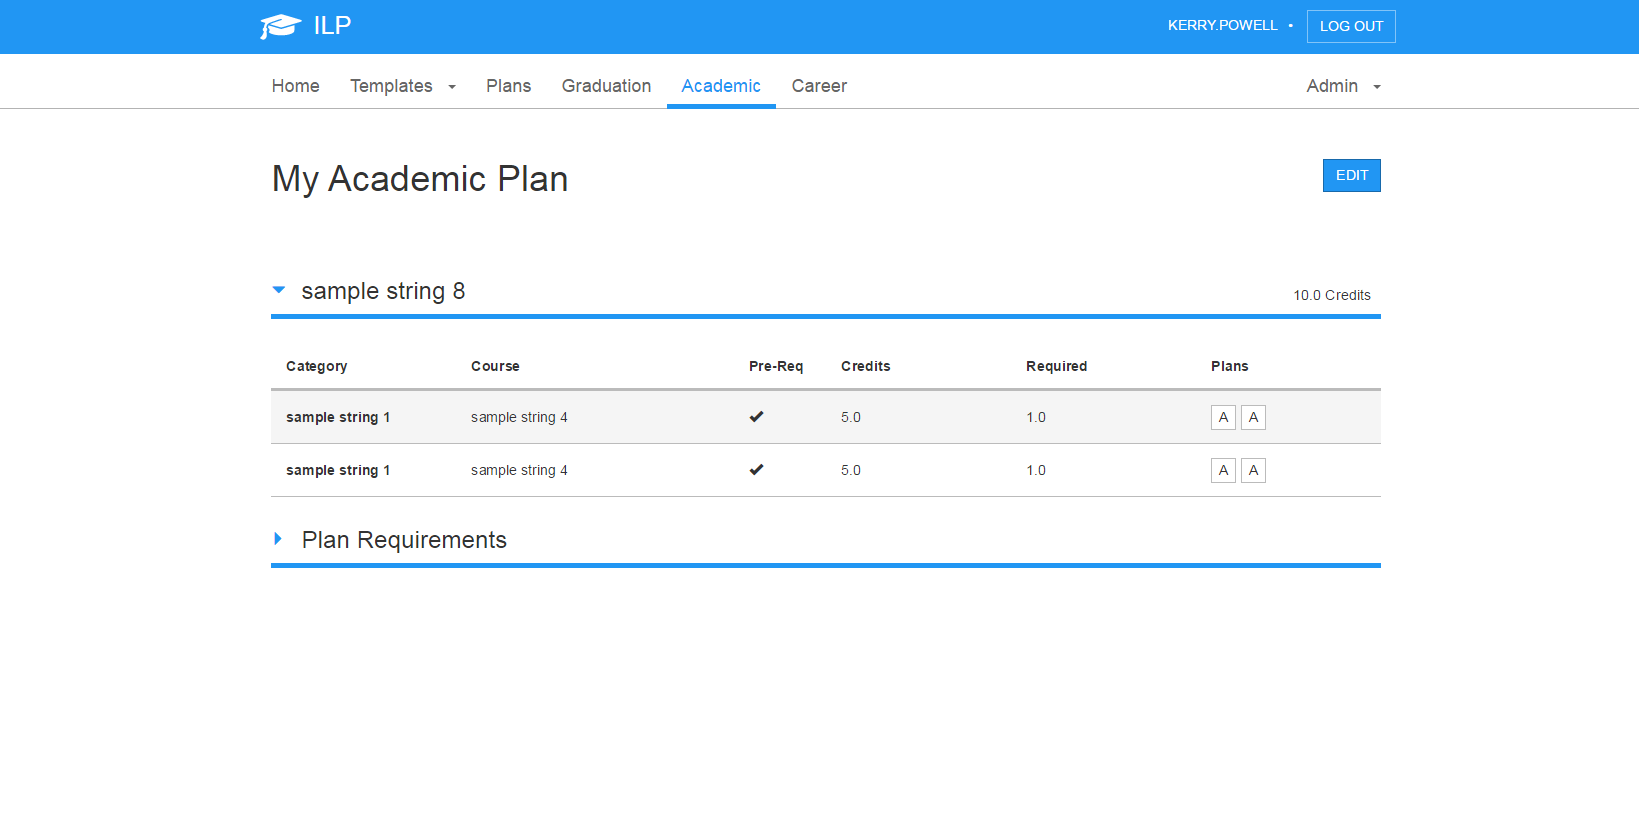 ILP
KERRY.POWELL • LOG OUT
Home Templates Plans Graduation Academic Career Admin
My Academic Plan
EDIT
sample string 8
10.0 Credits
Category Course Pre-Req Credits Required Plans
sample string 1 sample string 4 ✔ 5.0 1.0 A A
sample string 1 sample string 4 ✔ 5.0 1.0 A A
Plan Requirements